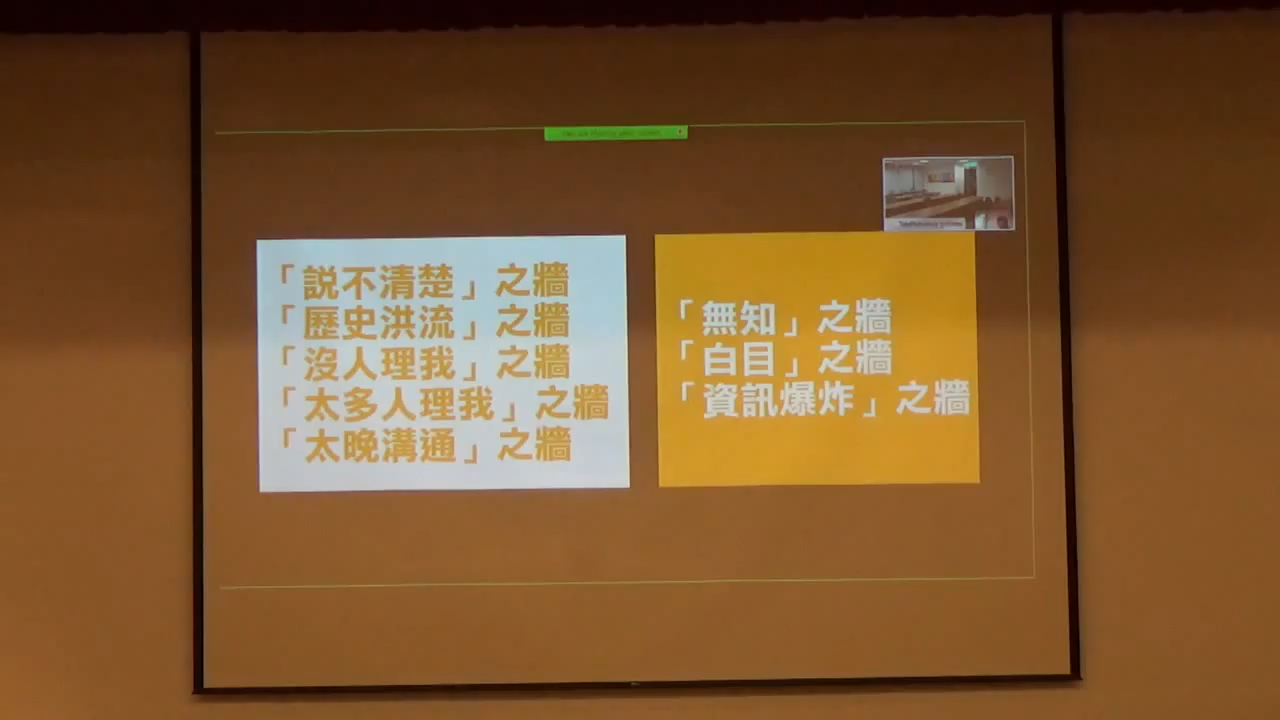 「説不清楚」之牆
「歷史洪流」之牆
「沒人理我」之牆
「太多人理我」之牆
「太晚溝通」之牆
「無知」之牆
「白目」之牆
「資訊爆炸」之牆